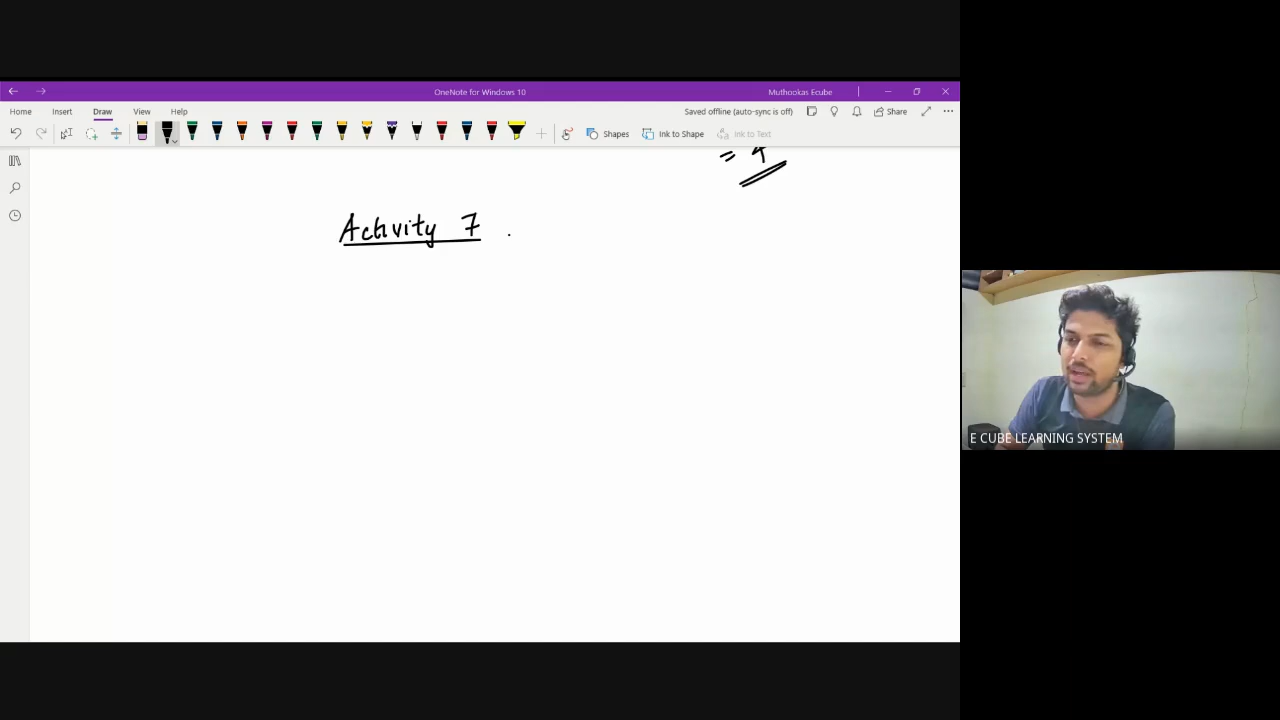 OneNote for Windows 10
Muthookas Ecube
Home Insert Draw View Help
Saved offline (auto-sync is off)
Share
Shapes
Ink to Shape
Ink to Text
=
Activity 7
E CUBE LEARNING SYSTEM